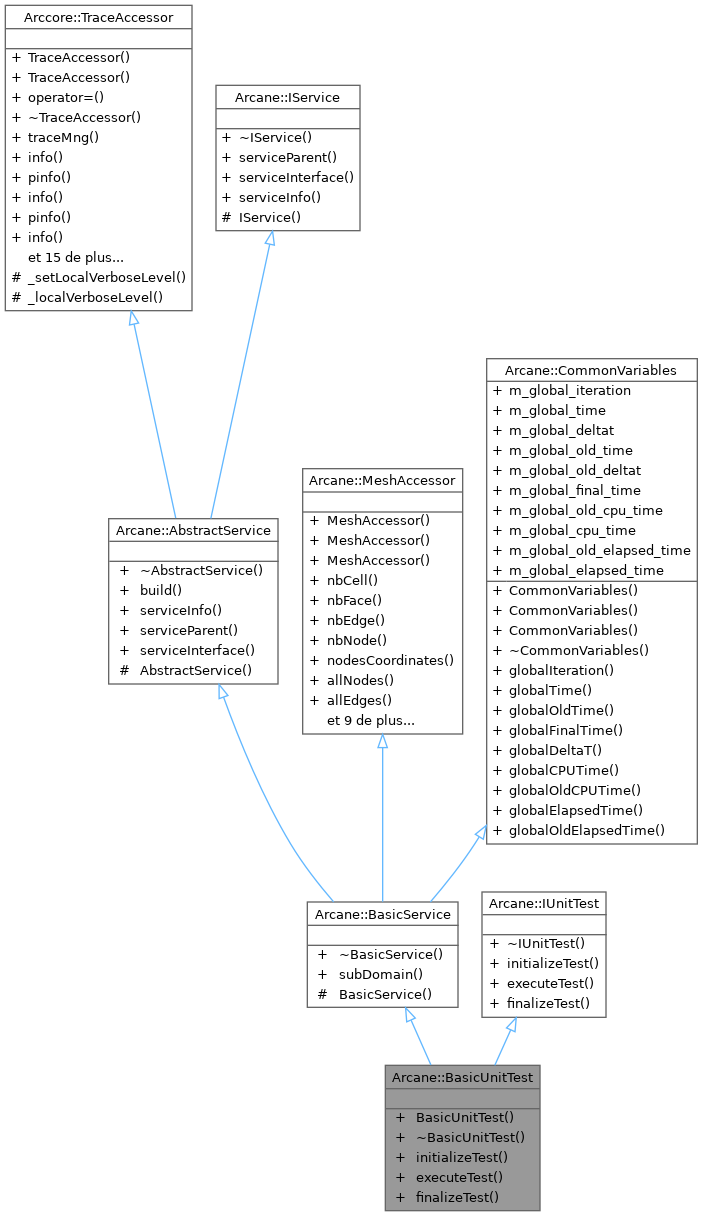 Arccore::TraceAccessor
+ TraceAccessor()
+ TraceAccessor()
+ operator=()
+ ~TraceAccessor()
+ traceMng()
+ info()
+ pinfo()
+ info()
+ pinfo()
+ info()
et 15 de plus...
# _setLocalVerboseLevel()
# _localVerboseLevel()
Arcane::IService
+ ~IService()
+ serviceParent()
+ serviceInterface()
+ serviceInfo()
# IService()
Arcane::CommonVariables
+ m_global_iteration
+ m_global_time
+ m_global_deltat
+ m_global_old_time
+ m_global_old_deltat
+ m_global_final_time
+ m_global_old_cpu_time
+ m_global_cpu_time
+ m_global_old_elapsed_time
+ m_global_elapsed_time
+ CommonVariables()
+ CommonVariables()
+ CommonVariables()
+ ~CommonVariables()
+ globalIteration()
+ globalTime()
+ globalOldTime()
+ globalFinalTime()
+ globalDeltaT()
+ globalCPUTime()
+ globalOldCPUTime()
+ globalElapsedTime()
+ globalOldElapsedTime()
Arcane::MeshAccessor
+ MeshAccessor()
+ MeshAccessor()
+ MeshAccessor()
+ nbCell()
+ nbFace()
+ nbEdge()
+ nbNode()
+ nodesCoordinates()
+ allNodes()
+ allEdges()
et 9 de plus...
Arcane::AbstractService
+ ~AbstractService()
+ build()
+ serviceInfo()
+ serviceParent()
+ serviceInterface()
# AbstractService()
Arcane::BasicService
+ ~BasicService()
+ subDomain()
# BasicService()
Arcane::IUnitTest
+ ~IUnitTest()
+ initializeTest()
+ executeTest()
+ finalizeTest()
Arcane::BasicUnitTest
+ BasicUnitTest()
+ ~BasicUnitTest()
+ initializeTest()
+ executeTest()
+ finalizeTest()